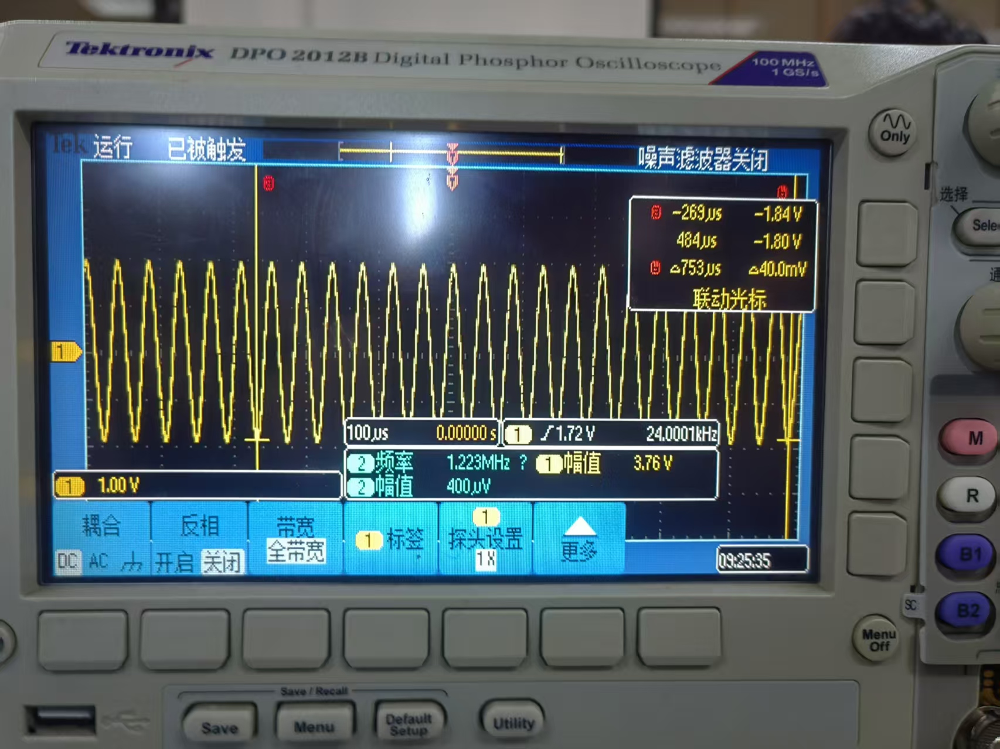 Tektronix DPO 2012B Digital Phosphor Oscilloscope 100 MHz
1 GS/s
Only
Tek 运行 已被触发 噪声滤波器关闭
选择
Selec
-269μs -1.84 V
484μs -1.80 V
△753μs △40.0mV
联动光标
1
100μs 0.00000 s 1 1.72 V 24.0001kHz
2 频率 1.223MHz ? 1 幅值 3.76 V
2 幅值 400μV
1 1.00 V
耦合 反相 带宽 1 标签 1 更多
DC AC 开启 关闭 全带宽 探头设置
1X
09:25:35
M
R
B1
B2
SC
Menu
Off
Save / Recall
Save Menu Default
Setup Utility